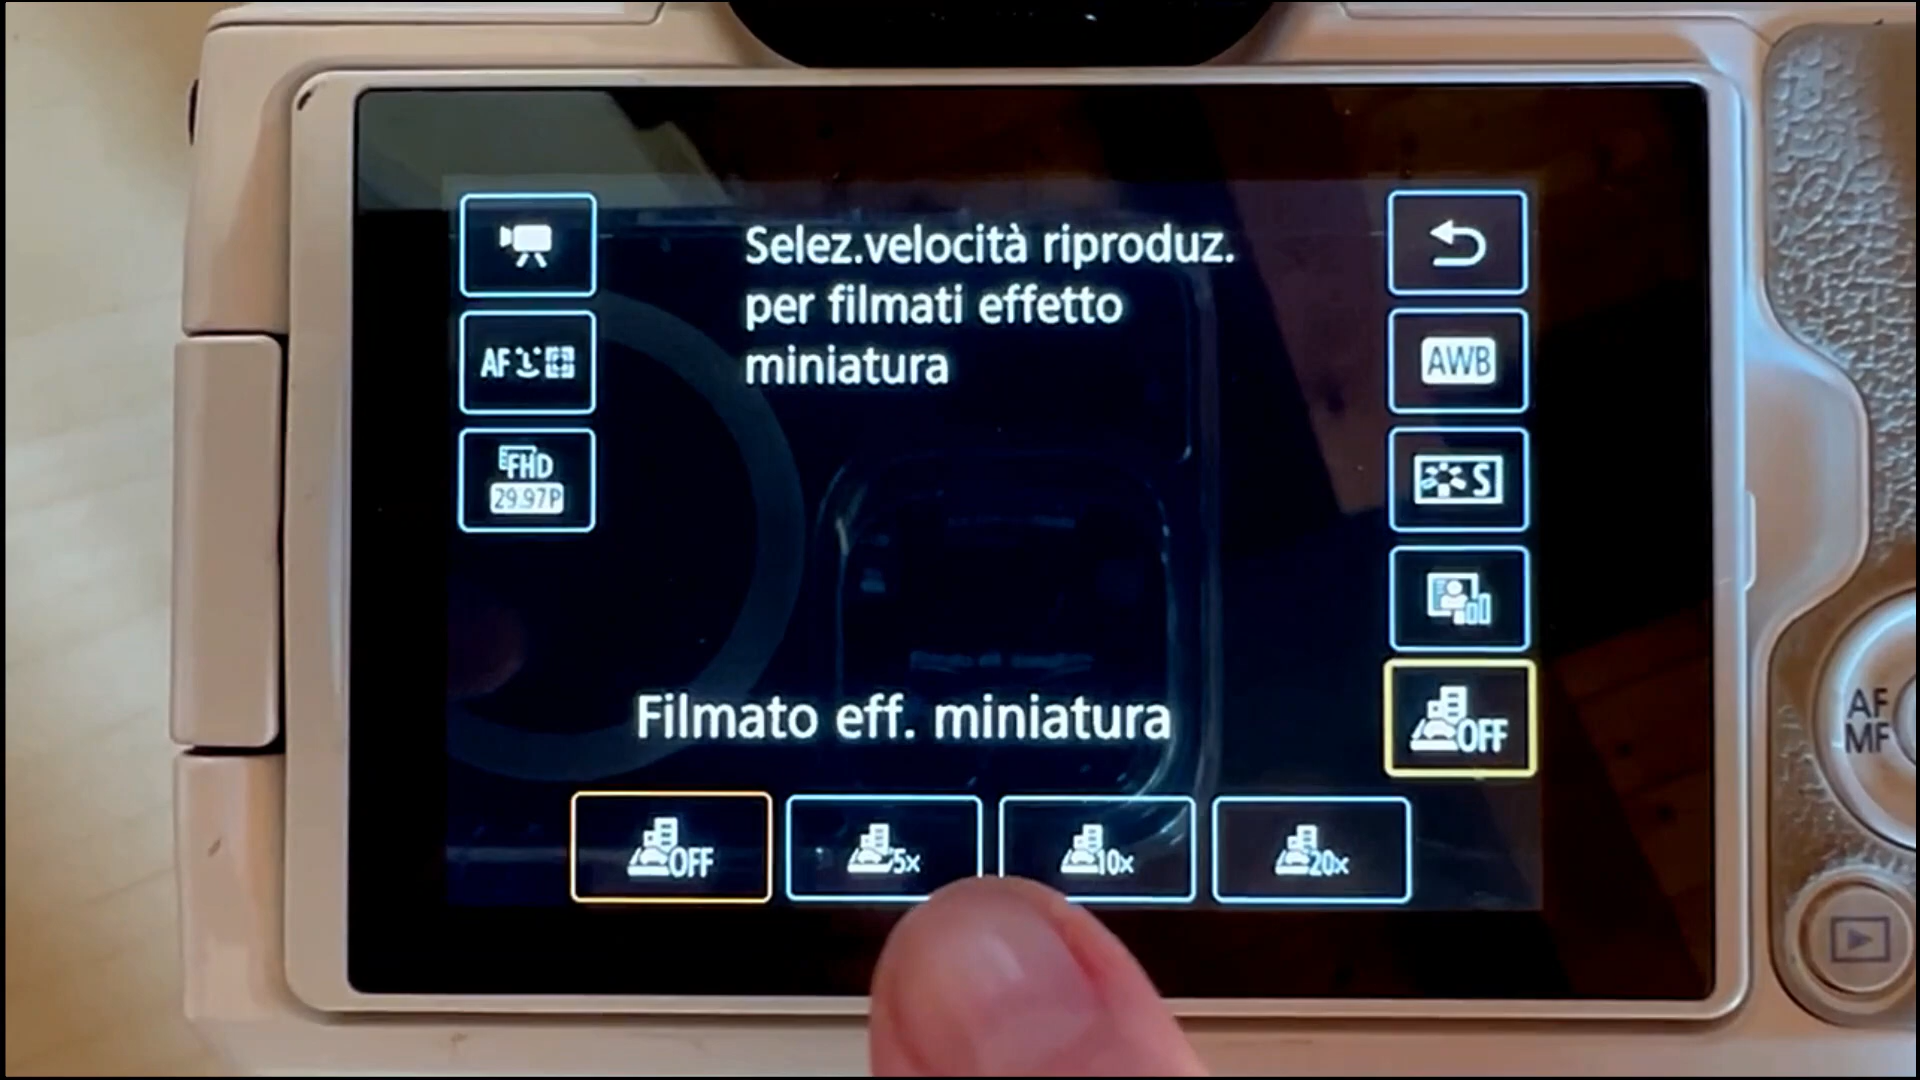 Selez.velocità riproduz.
per filmati effetto
miniatura
AF
FHD
29.97P
AWB
S
OFF
Filmato eff. miniatura
OFF
5x
10x
20x
AF
MF